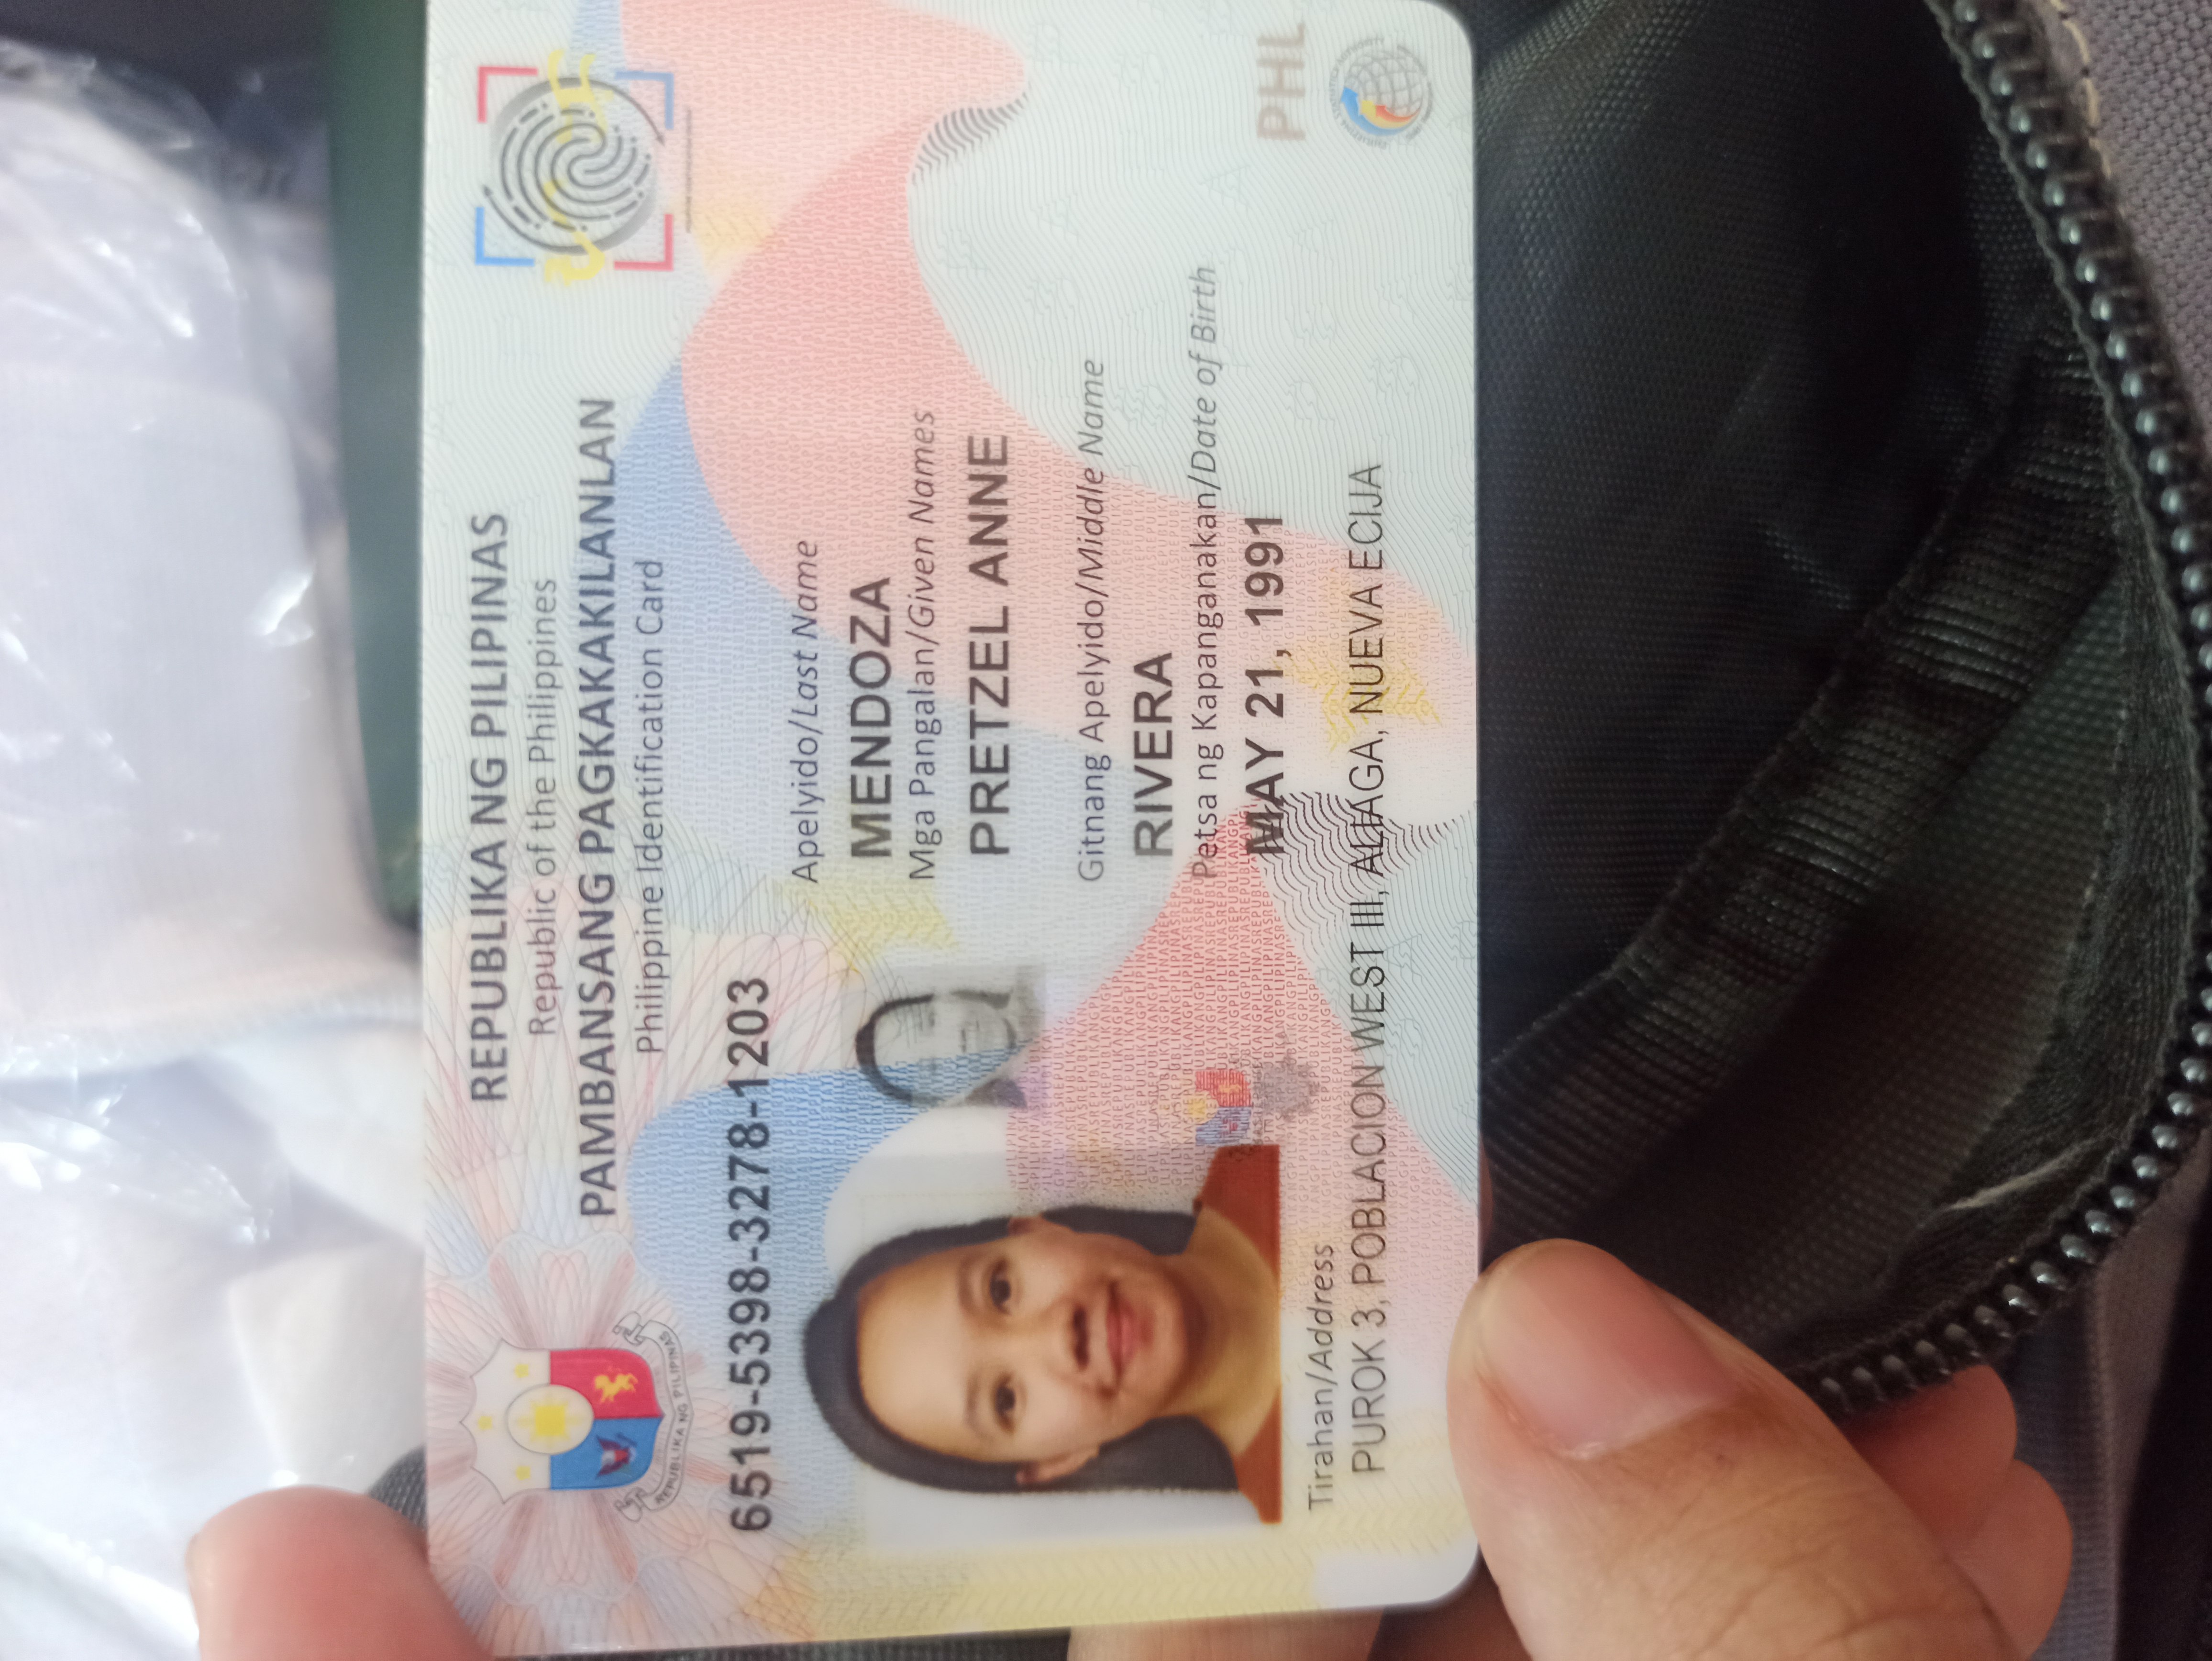 REPUBLIKA NG PILIPINAS
Republic of the Philippines
PAMBANSANG PAGKAKAKILANLAN
Philippine Identification Card
REPUBLIKA NG PILIPINAS
6519-5398-3278-1203
Apelyido/Last Name
MENDOZA
Mga Pangalan/Given Names
PRETZEL ANNE
Gitnang Apelyido/Middle Name
RIVERA
Petsa ng Kapanganakan/Date of Birth
MAY 21, 1991
PHL
Tirahan/Address
PUROK 3, POBLACION WEST III, ALIAGA, NUEVA ECIJA